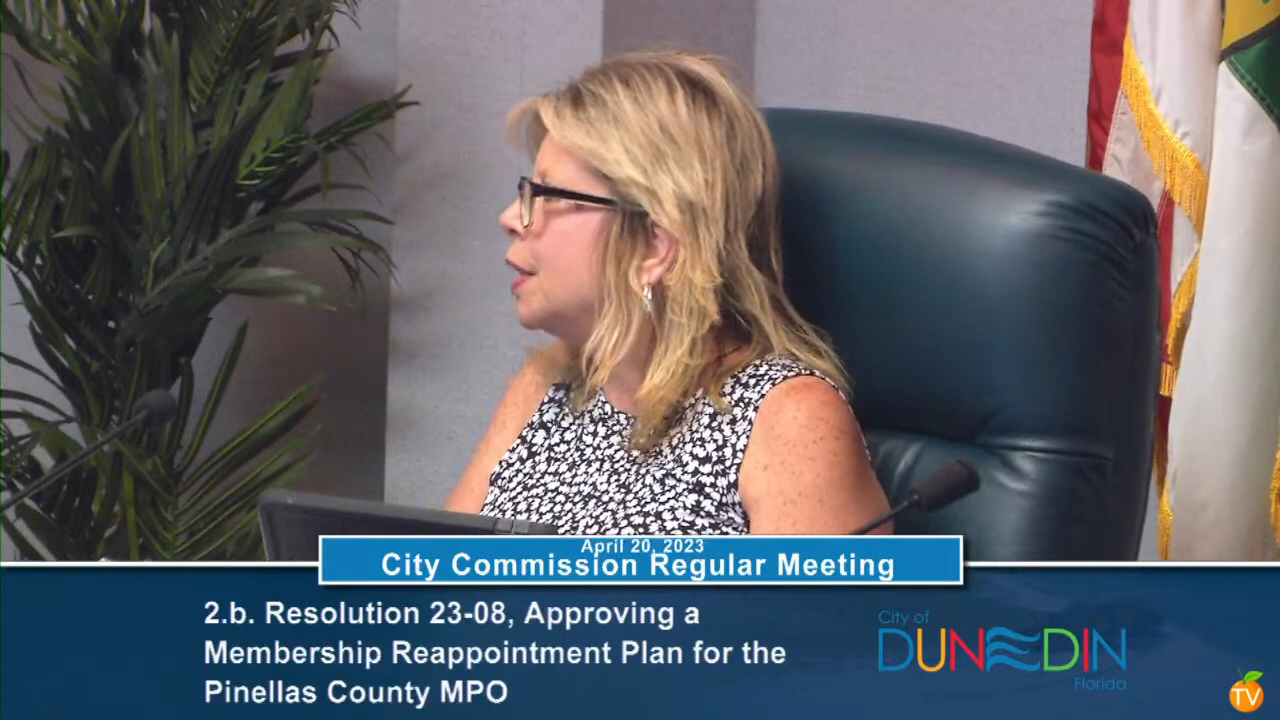 April 20, 2023
City Commission Regular Meeting
2.b. Resolution 23-08, Approving a
Membership Reappointment Plan for the
Pinellas County MPO
City of
DUNEDIN
Florida
TV